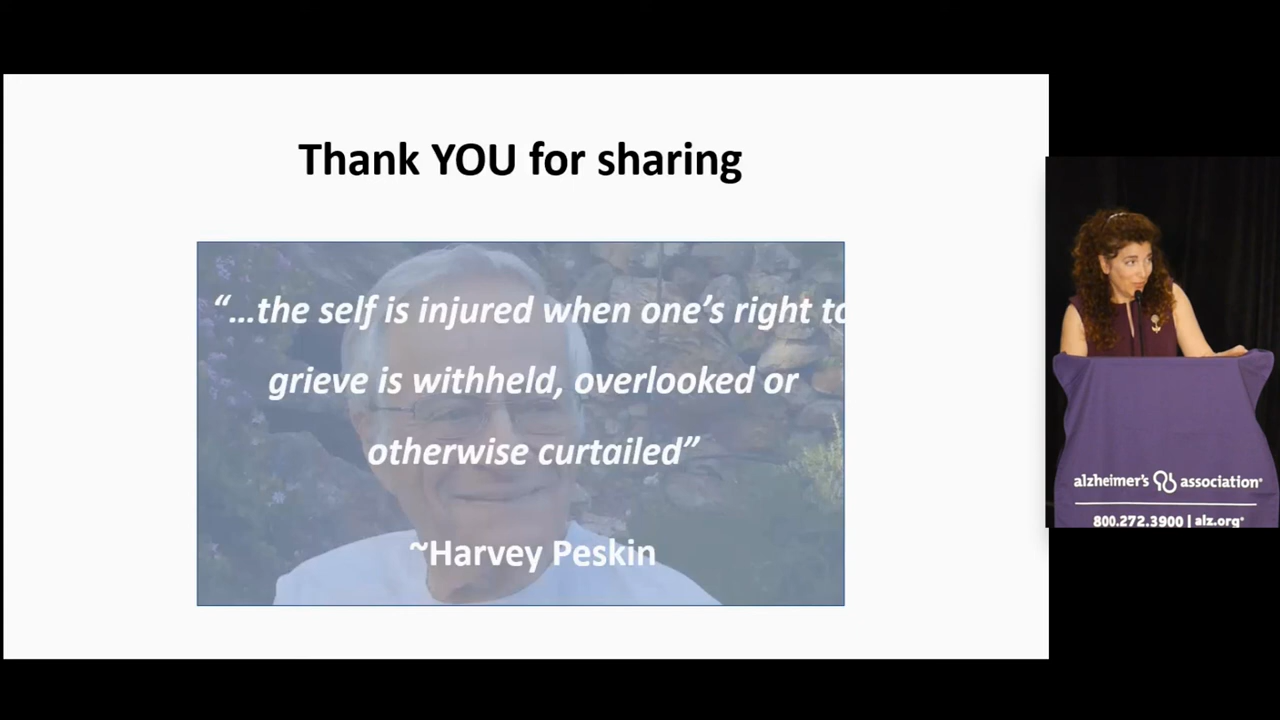 Thank YOU for sharing
“...the self is injured when one’s right to
grieve is withheld, overlooked or
otherwise curtailed”
~Harvey Peskin
alzheimer's association®
800.272.3900 | alz.org®